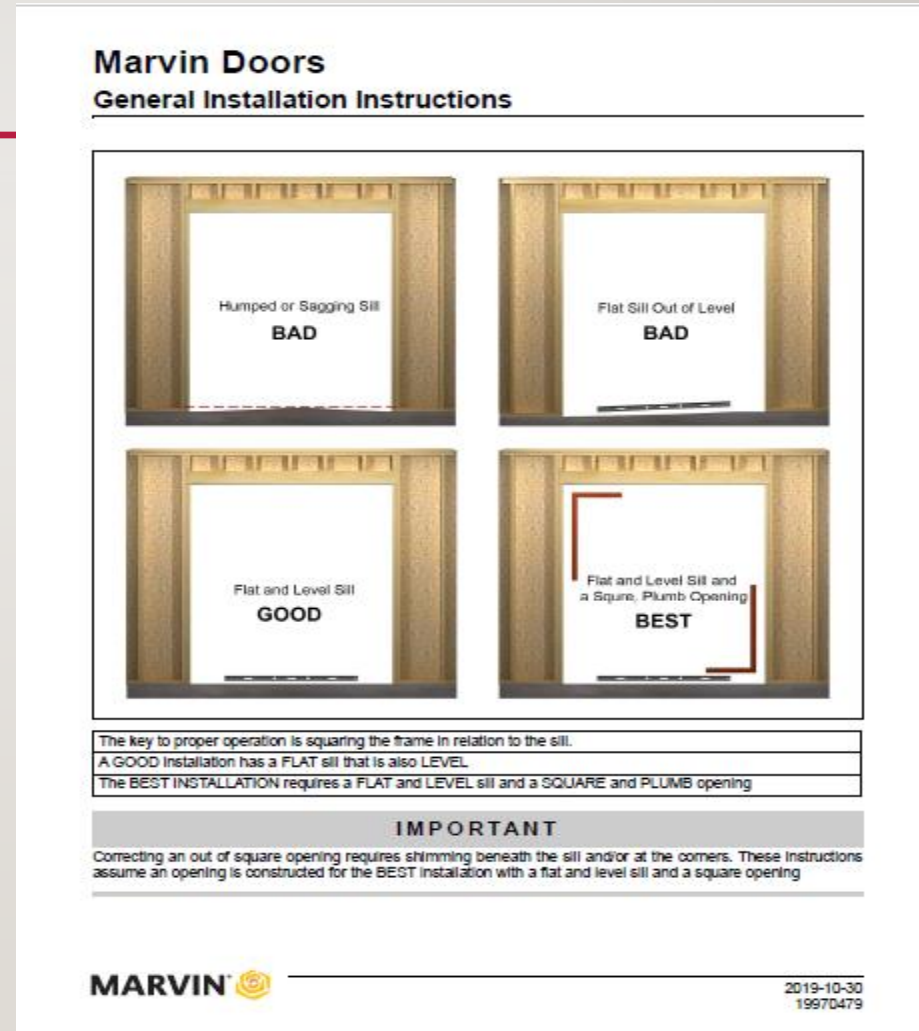 Marvin Doors
General Installation Instructions
Humped or Sagging Sill
BAD
Flat Sill Out of Level
BAD
Flat and Level Sill
GOOD
Flat and Level Sill and
a Squre, Plumb Opening
BEST
The key to proper operation is squaring the frame in relation to the sill.
A GOOD installation has a FLAT sill that is also LEVEL
The BEST INSTALLATION requires a FLAT and LEVEL sill and a SQUARE and PLUMB opening
IMPORTANT
Correcting an out of square opening requires shimming beneath the sill and/or at the corners. These instructions
assume an opening is constructed for the BEST installation with a flat and level sill and a square opening
MARVIN
2019-10-30
19970479